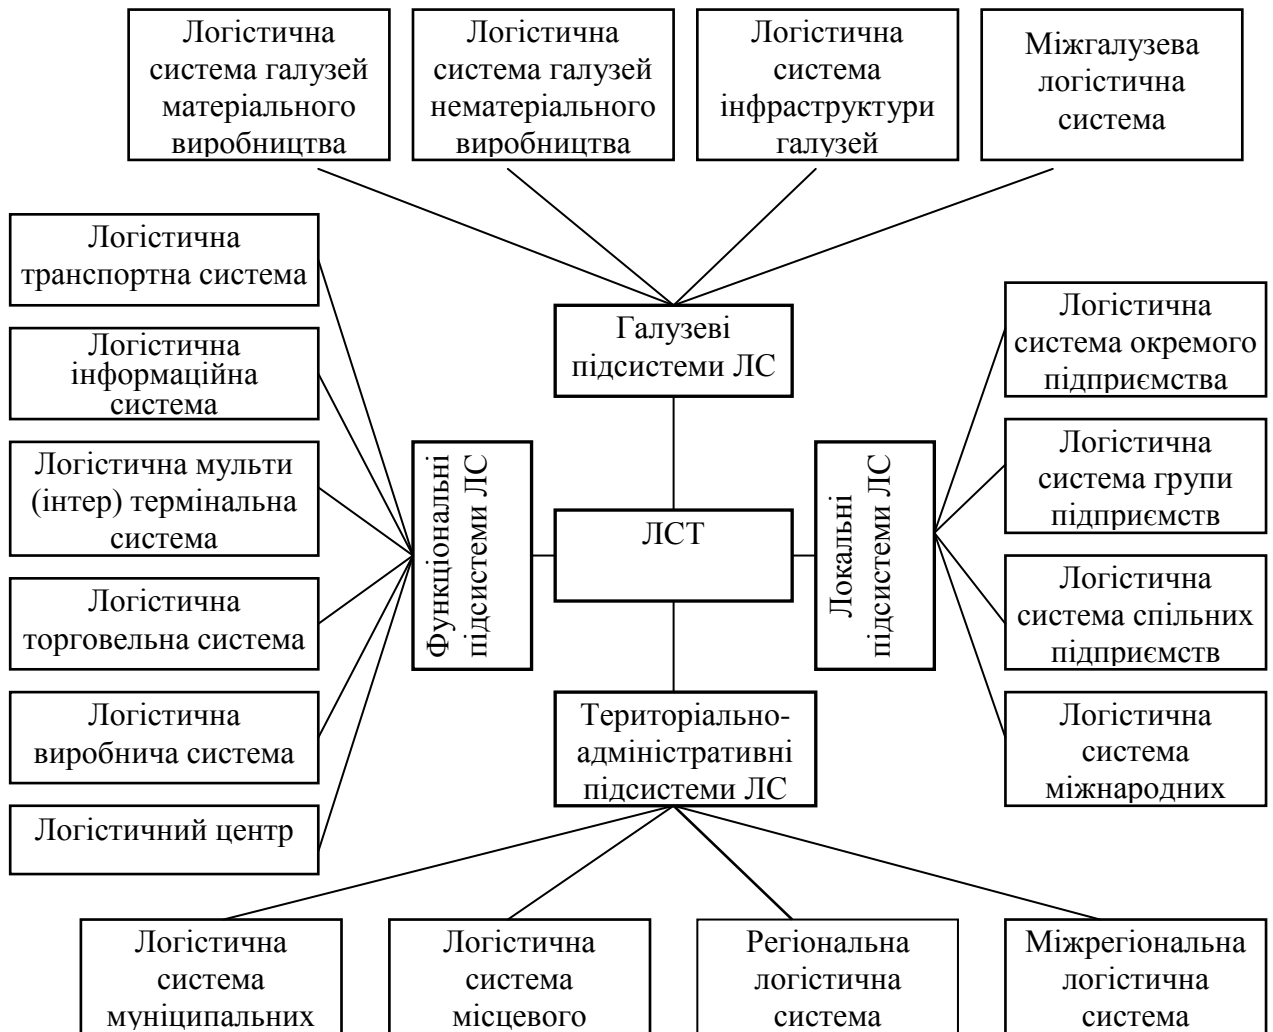 Логістична
система галузей
матеріального
виробництва
Логістична
система галузей
нематеріального
виробництва
Логістична
система
інфраструктури
галузей
Міжгалузева
логістична
система
Логістична
транспортна система
Логістична
інформаційна
система
Логістична мульти
(інтер) термінальна
система
Логістична
торговельна система
Логістична
виробнича система
Логістичний центр
Функціональні
підсистеми ЛС
Галузеві
підсистеми ЛС
ЛСТ
Територіально-
адміністративні
підсистеми ЛС
Локальні
підсистеми ЛС
Логістична
система окремого
підприємства
Логістична
система групи
підприємств
Логістична
система спільних
підприємств
Логістична
система
міжнародних
Логістична
система
муніципальних
Логістична
система
місцевого
Регіональна
логістична
система
Міжрегіональна
логістична
система